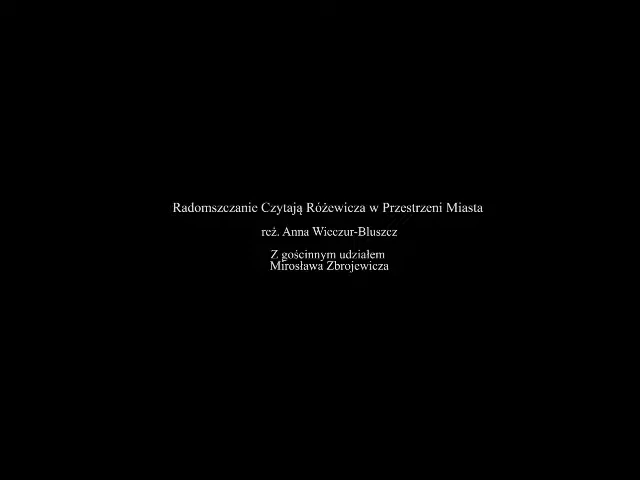 Radomszczanie Czytają Różewicza w Przestrzeni Miasta
reż. Anna Wieczur-Bluszcz
Z gościnnym udziałem
Mirosława Zbrojewicza